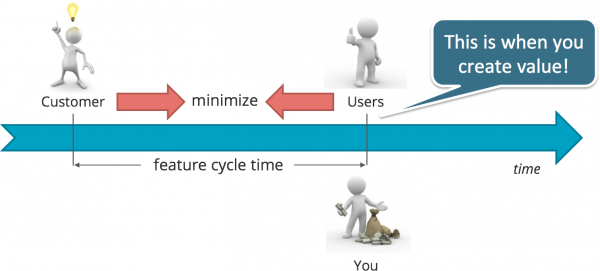 This is when you
create value!
Customer
minimize
Users
feature cycle time
time
You